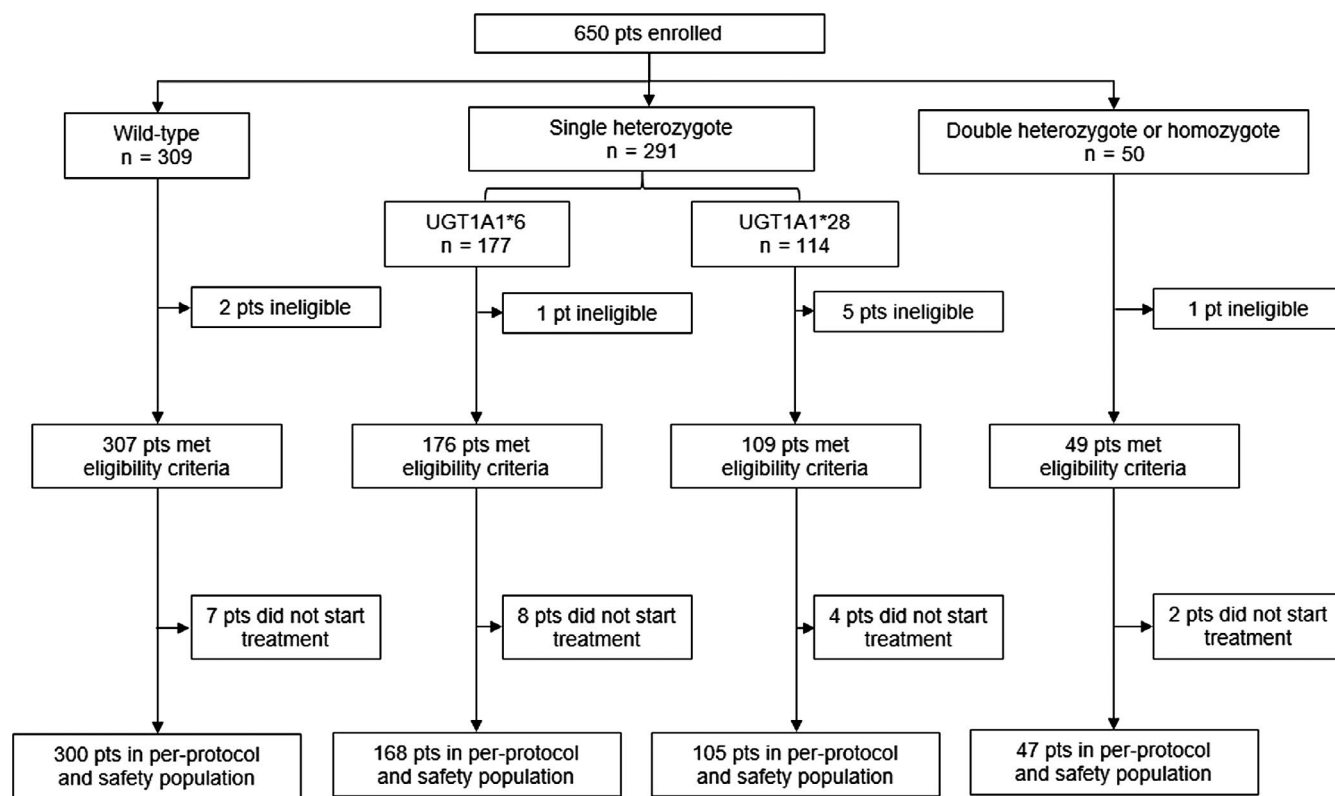 650 pts enrolled
Wild-type
n = 309
Single heterozygote
n = 291
Double heterozygote or homozygote
n = 50
UGT1A1*6
n = 177
UGT1A1*28
n = 114
2 pts ineligible
1 pt ineligible
5 pts ineligible
1 pt ineligible
307 pts met
eligibility criteria
176 pts met
eligibility criteria
109 pts met
eligibility criteria
49 pts met
eligibility criteria
7 pts did not start
treatment
8 pts did not start
treatment
4 pts did not start
treatment
2 pts did not start
treatment
300 pts in per-protocol
and safety population
168 pts in per-protocol
and safety population
105 pts in per-protocol
and safety population
47 pts in per-protocol
and safety population